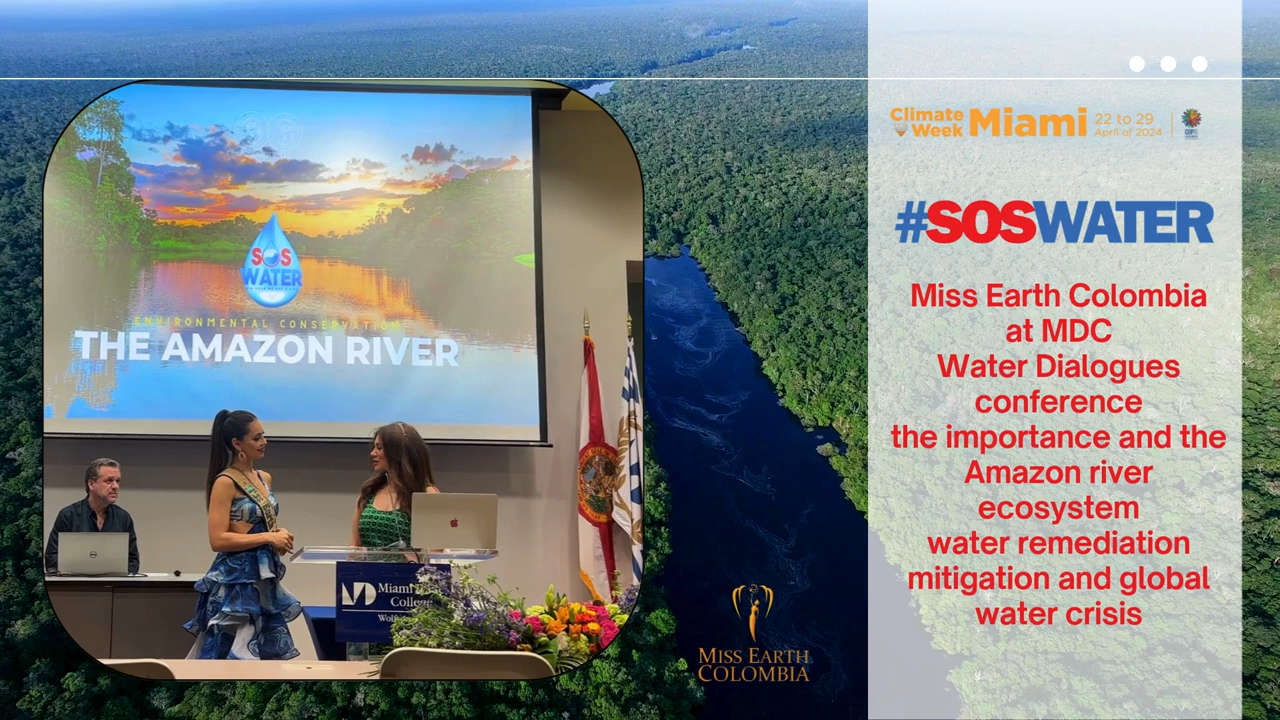 Climate
Week
Miami
22 to 29
April of 2024
#SOSWATER
Miss Earth Colombia
at MDC
Water Dialogues
conference
the importance and the
Amazon river
ecosystem
water remediation
mitigation and global
water crisis
SOS
WATER
ENVIRONMENTAL CONSERVATION
THE AMAZON RIVER
DELL
Miami
College
MISS EARTH
COLOMBIA